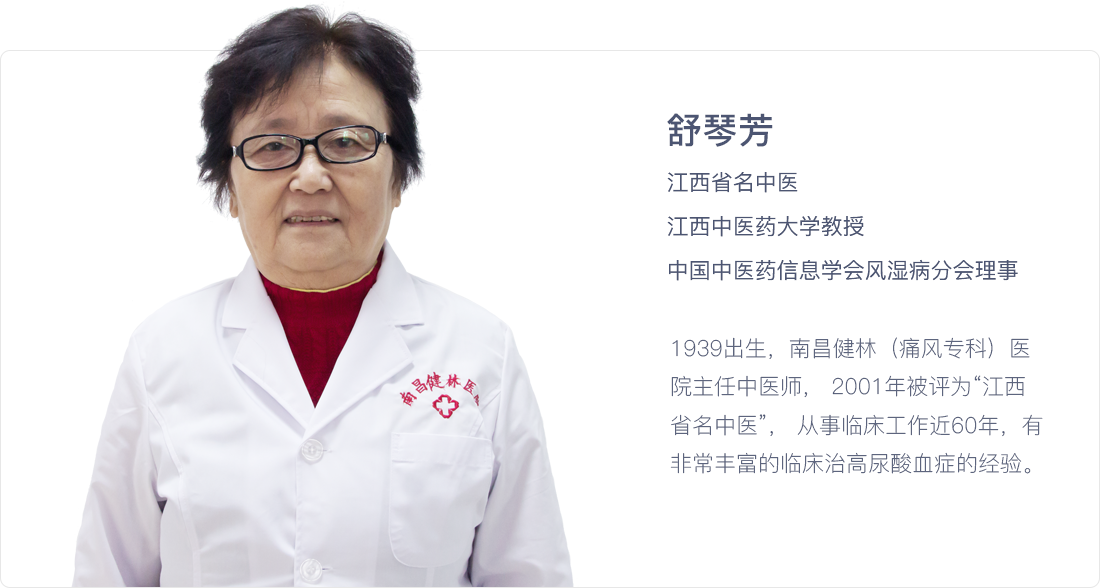 舒琴芳
江西省名中医
江西中医药大学教授
中国中医药信息学会风湿病分会理事
1939出生，南昌健林（痛风专科）医
院主任中医师， 2001年被评为“江西
省名中医”， 从事临床工作近60年，有
非常丰富的临床治高尿酸血症的经验。
南昌健林医